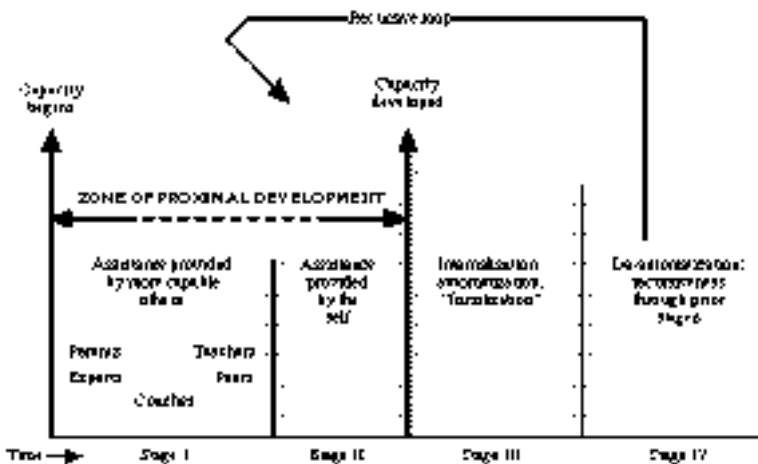 Recursive loop
Capacity
begins
Capacity
developed
ZONE OF PROXIMAL DEVELOPMENT
Assistance provided
by more capable
others
Assistance
provided
by the
self
Internalization
automatization,
"fossilization"
De-automatization:
recursiveness
through prior
stages
Parents Teachers
Experts Peers
Coaches
Time Stage I Stage II Stage III Stage IV